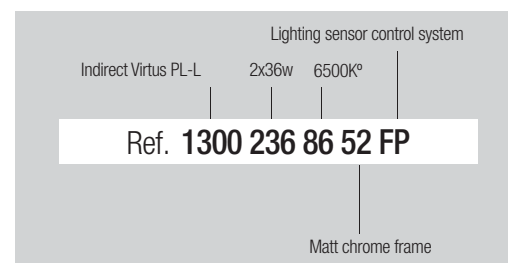 Lighting sensor control system
Indirect Virtus PL-L 2x36w 6500Kº
Ref. 1300 236 86 52 FP
Matt chrome frame